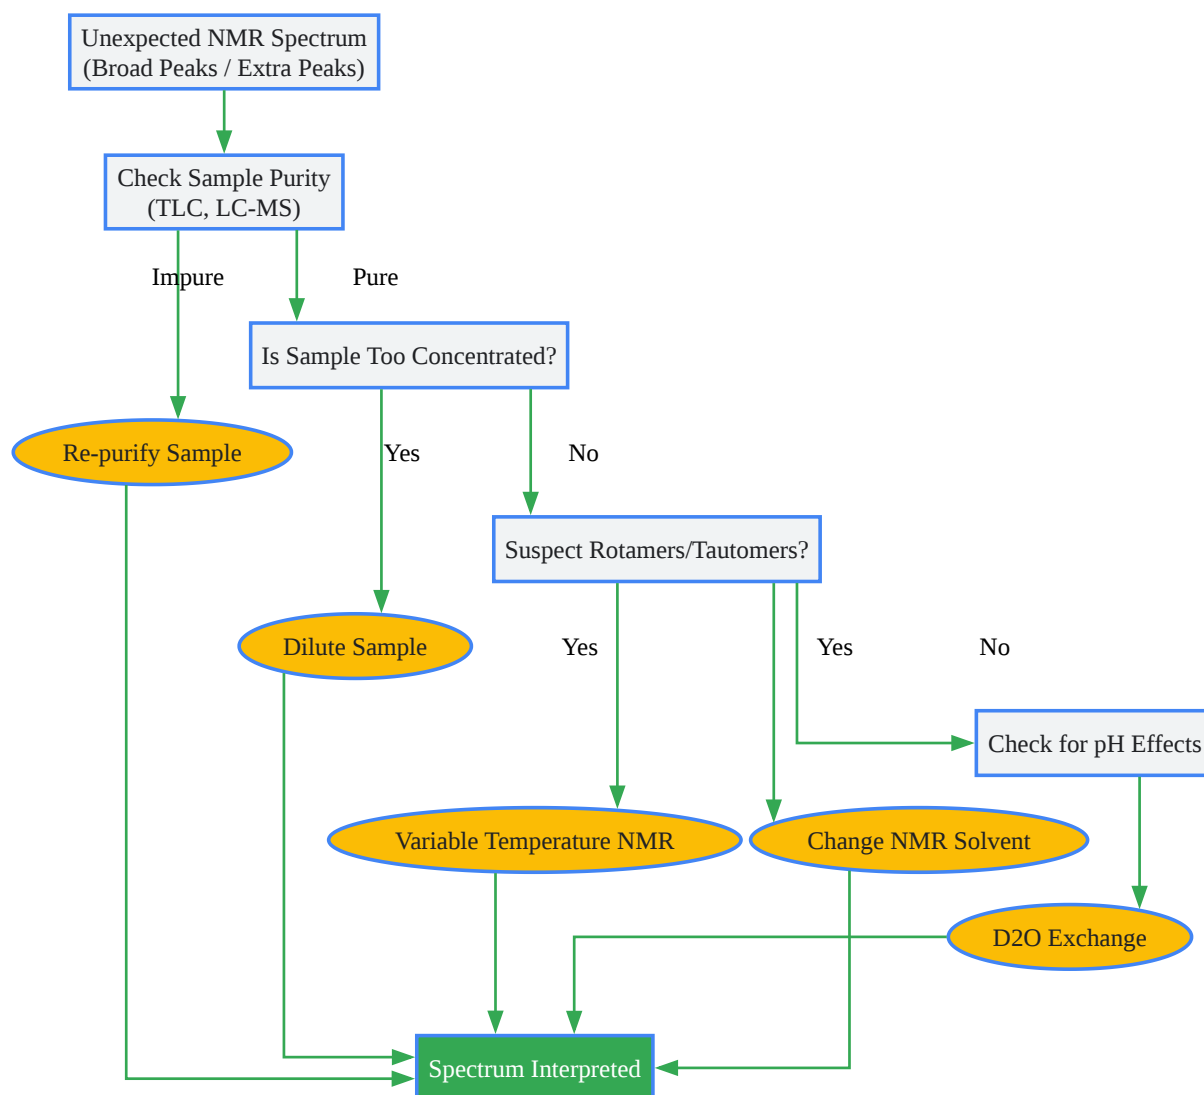 Unexpected NMR Spectrum
(Broad Peaks / Extra Peaks)
Check Sample Purity
(TLC, LC-MS)
Impure
Pure
Is Sample Too Concentrated?
Re-purify Sample
Yes
No
Suspect Rotamers/Tautomers?
Dilute Sample
Yes
Yes
No
Check for pH Effects
Variable Temperature NMR
Change NMR Solvent
D2O Exchange
Spectrum Interpreted